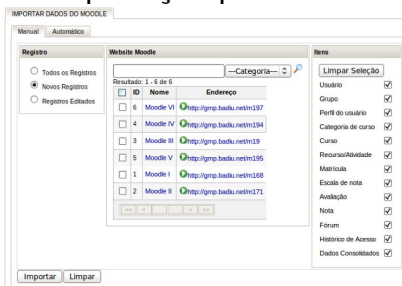 IMPORTAR DADOS DO MOODLE
Manual Automático
Registro
Todos os Registros
Novos Registros
Registros Editados
Website Moodle
---Categoria---
Resultado: 1 - 6 de 6
ID Nome Endereço
6 Moodle VI http://gmp.badiu.net/m197
4 Moodle IV http://gmp.badiu.net/m194
3 Moodle III http://gmp.badiu.net/m19
5 Moodle V http://gmp.badiu.net/m195
1 Moodle I http://gmp.badiu.net/m168
2 Moodle II http://gmp.badiu.net/m171
Itens
Limpar Seleção
Usuário
Grupo
Perfil do usuário
Categoria de curso
Curso
Recurso/Atividade
Matrícula
Escala de nota
Avaliação
Nota
Fórum
Histórico de Acesso
Dados Consolidados
Importar Limpar